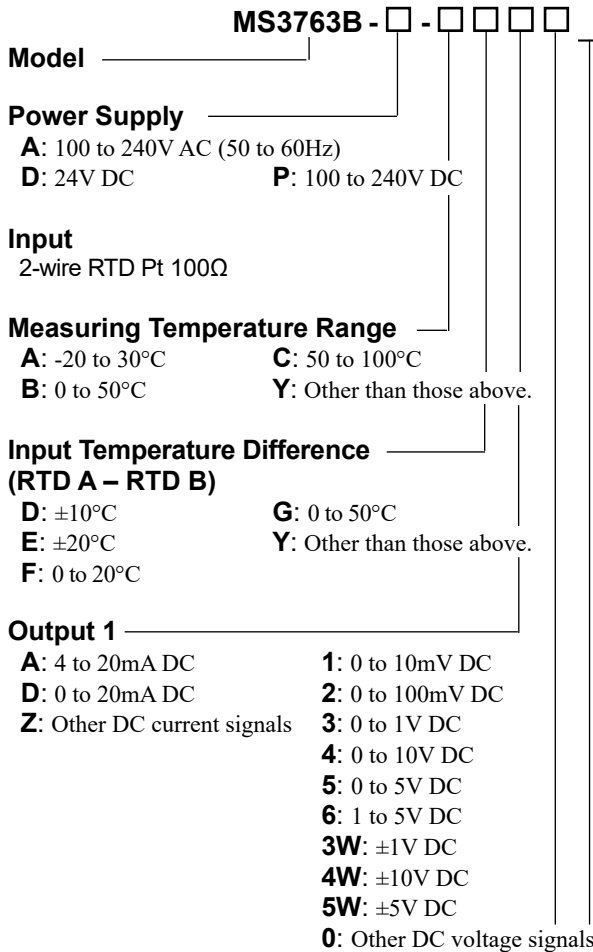 MS3763B - □ - □ □ □ □
Model
Power Supply
A: 100 to 240V AC (50 to 60Hz)
D: 24V DC P: 100 to 240V DC
Input
2-wire RTD Pt 100Ω
Measuring Temperature Range
A: -20 to 30°C C: 50 to 100°C
B: 0 to 50°C Y: Other than those above.
Input Temperature Difference
(RTD A – RTD B)
D: ±10°C G: 0 to 50°C
E: ±20°C Y: Other than those above.
F: 0 to 20°C
Output 1
A: 4 to 20mA DC 1: 0 to 10mV DC
D: 0 to 20mA DC 2: 0 to 100mV DC
Z: Other DC current signals 3: 0 to 1V DC
4: 0 to 10V DC
5: 0 to 5V DC
6: 1 to 5V DC
3W: ±1V DC
4W: ±10V DC
5W: ±5V DC
0: Other DC voltage signals